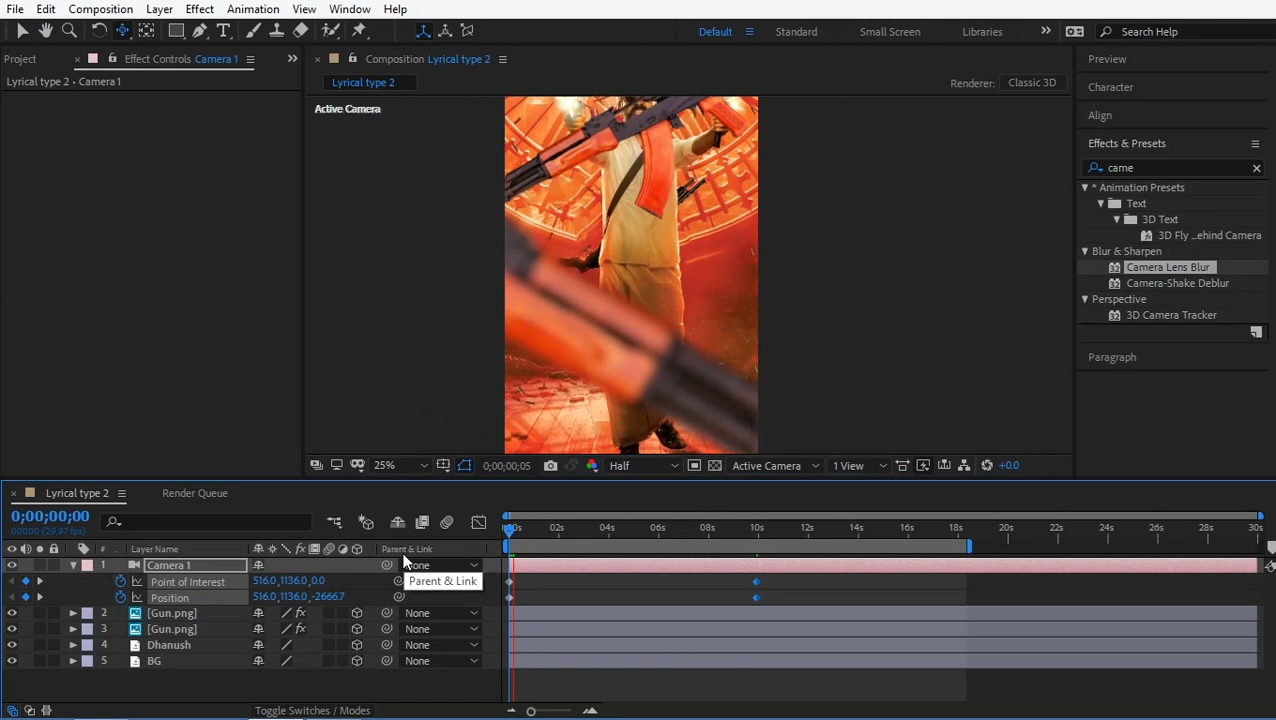 File Edit Composition Layer Effect Animation View Window Help
Default Standard Small Screen Libraries Search Help
Project Effect Controls Camera 1 Composition Lyrical type 2 Preview
Lyrical type 2 • Camera 1 Lyrical type 2 Renderer: Classic 3D Character
Active Camera
Align
Effects & Presets
came
* Animation Presets
Text
3D Text
3D Fly ..ehind Camera
Blur & Sharpen
Camera Lens Blur
Camera-Shake Deblur
Perspective
3D Camera Tracker
Paragraph
25% 0;00;00;05 Half Active Camera 1 View +0.0
Lyrical type 2 Render Queue
0;00;00;00
00000 (29.97 fps)
02s 04s 06s 08s 10s 12s 14s 16s 18s 20s 22s 24s 26s 28s 30s
# Layer Name Parent & Link
1 Camera 1 None
Parent & Link
Point of Interest 516.0,1136.0,0.0
Position 516.0,1136.0,-2666.7
2 [Gun.png] None
3 [Gun.png] None
4 Dhanush None
5 BG None
Toggle Switches / Modes